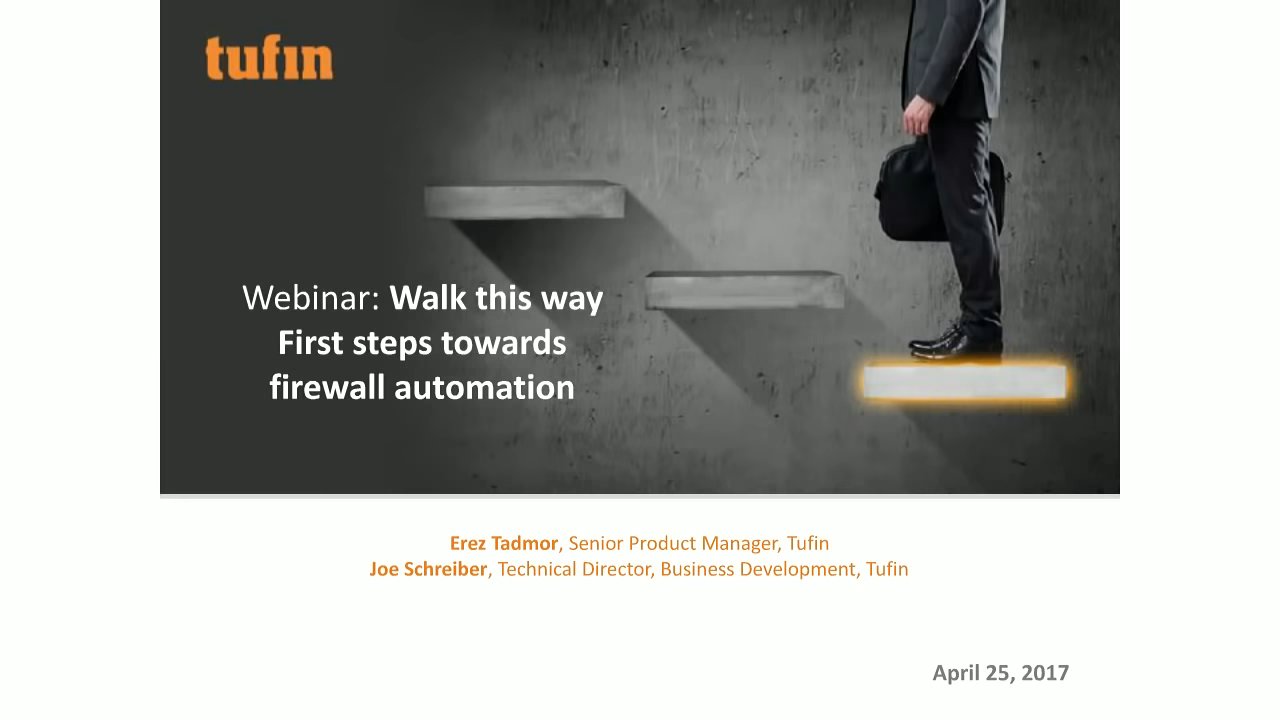 tufin
Webinar: Walk this way
First steps towards
firewall automation
Erez Tadmor, Senior Product Manager, Tufin
Joe Schreiber, Technical Director, Business Development, Tufin
April 25, 2017